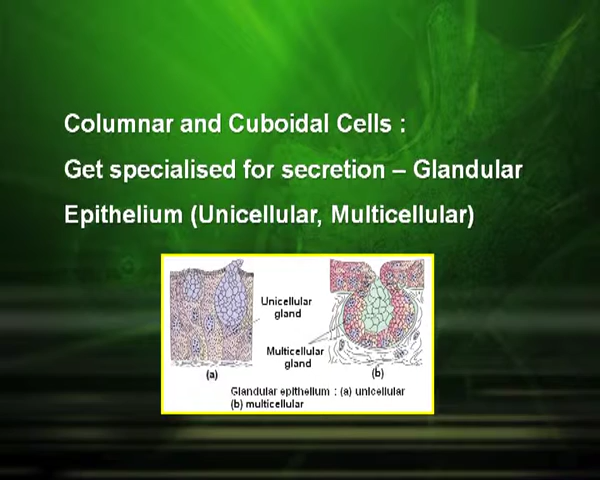 Columnar and Cuboidal Cells :
Get specialised for secretion – Glandular
Epithelium (Unicellular, Multicellular)
Unicellular
gland
Multicellular
gland
(a)
(b)
Glandular epithelium : (a) unicellular
(b) multicellular